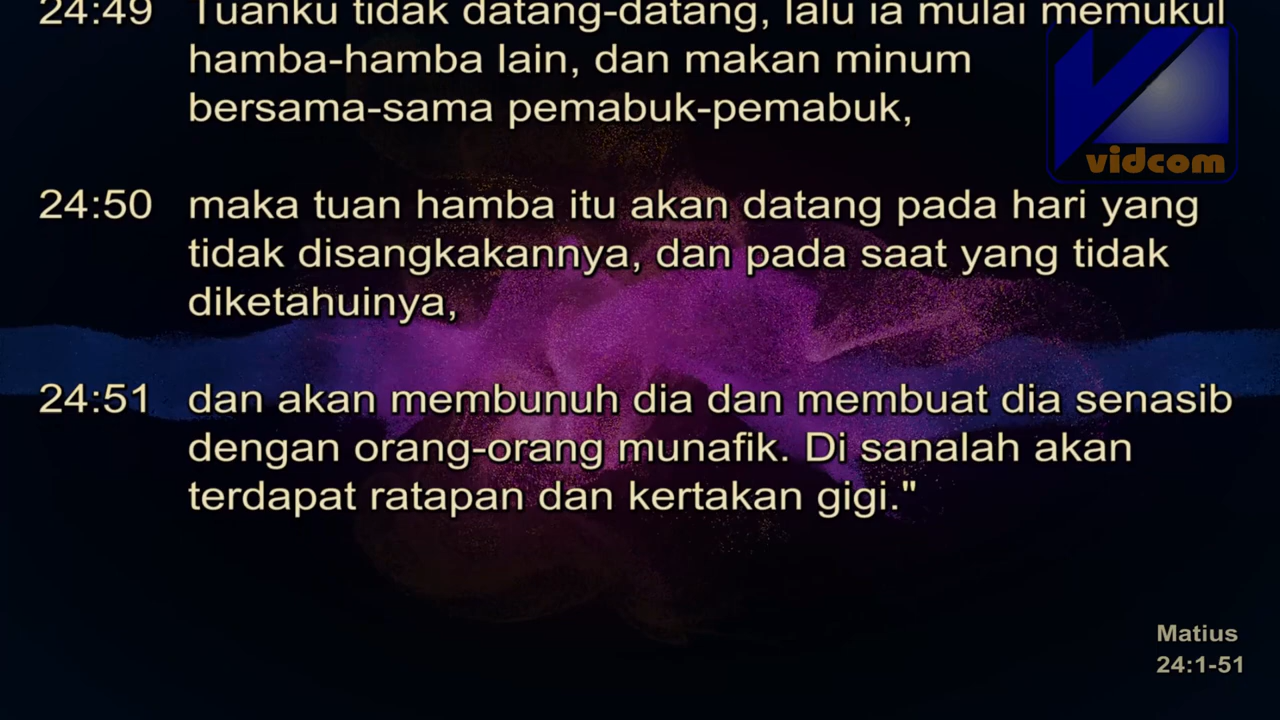 24:49 Tuanku tidak datang-datang, lalu ia mulai memukul
hamba-hamba lain, dan makan minum
bersama-sama pemabuk-pemabuk,
vidcom
24:50 maka tuan hamba itu akan datang pada hari yang
tidak disangkakannya, dan pada saat yang tidak
diketahuinya,
24:51 dan akan membunuh dia dan membuat dia senasib
dengan orang-orang munafik. Di sanalah akan
terdapat ratapan dan kertakan gigi."
Matius
24:1-51